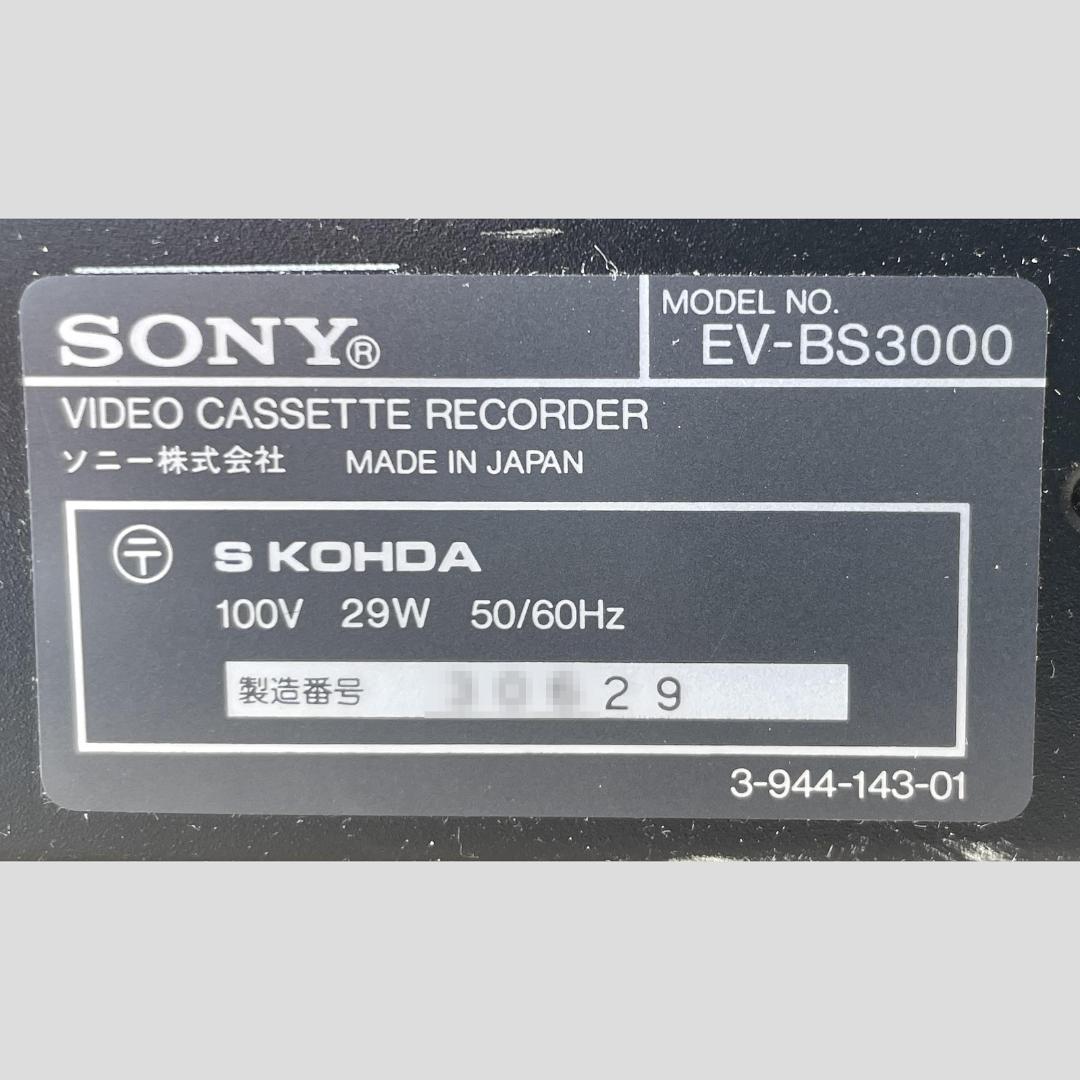 SONY®
MODEL NO.
EV-BS3000
VIDEO CASSETTE RECORDER
ソニー株式会社 MADE IN JAPAN
〒 S KOHDA
100V 29W 50/60Hz
製造番号 29
3-944-143-01